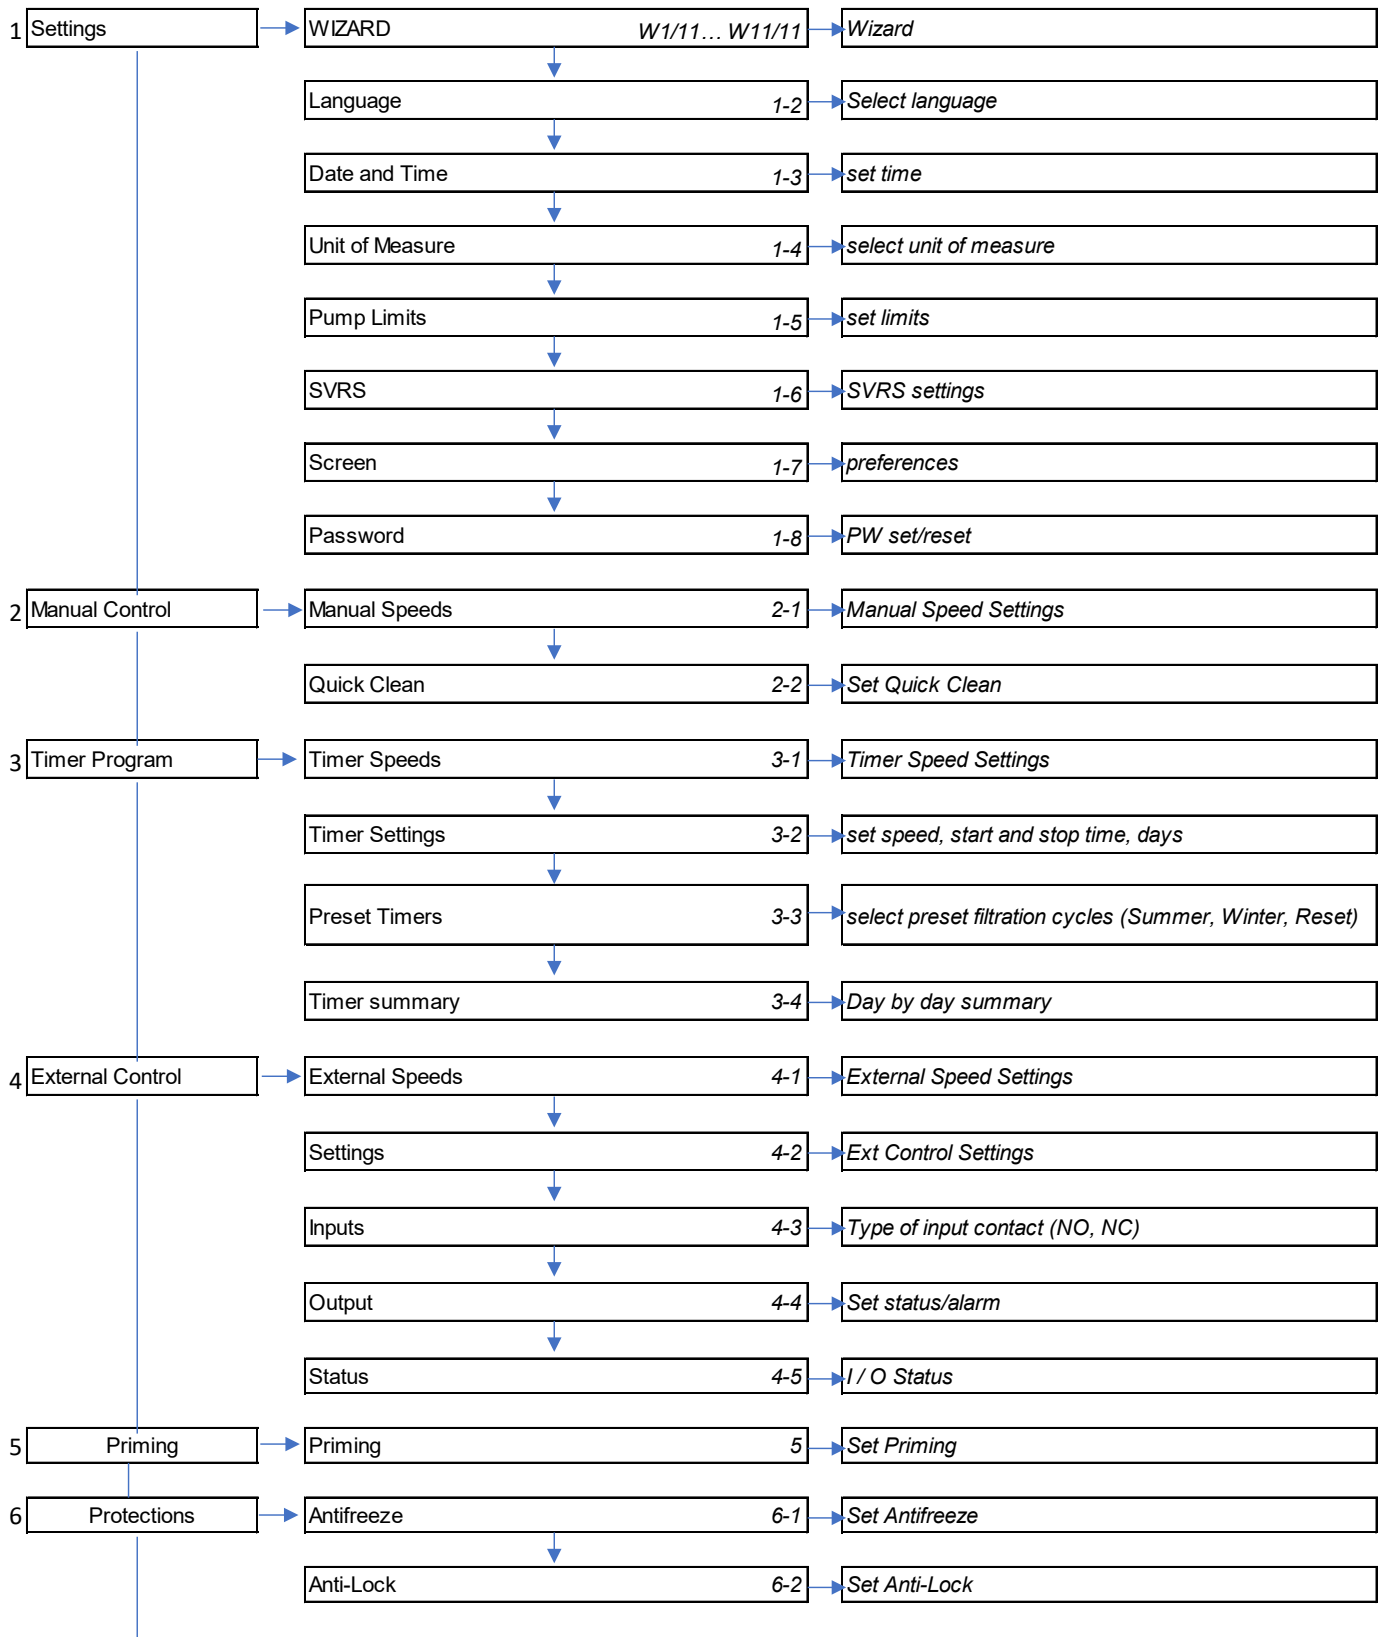 1 Settings WIZARD W1/11… W11/11 Wizard
Language 1-2 Select language
Date and Time 1-3 set time
Unit of Measure 1-4 select unit of measure
Pump Limits 1-5 set limits
SVRS 1-6 SVRS settings
Screen 1-7 preferences
Password 1-8 PW set/reset
2 Manual Control Manual Speeds 2-1 Manual Speed Settings
Quick Clean 2-2 Set Quick Clean
3 Timer Program Timer Speeds 3-1 Timer Speed Settings
Timer Settings 3-2 set speed, start and stop time, days
Preset Timers 3-3 select preset filtration cycles (Summer, Winter, Reset)
Timer summary 3-4 Day by day summary
4 External Control External Speeds 4-1 External Speed Settings
Settings 4-2 Ext Control Settings
Inputs 4-3 Type of input contact (NO, NC)
Output 4-4 Set status/alarm
Status 4-5 I / O Status
5 Priming Priming 5 Set Priming
6 Protections Antifreeze 6-1 Set Antifreeze
Anti-Lock 6-2 Set Anti-Lock